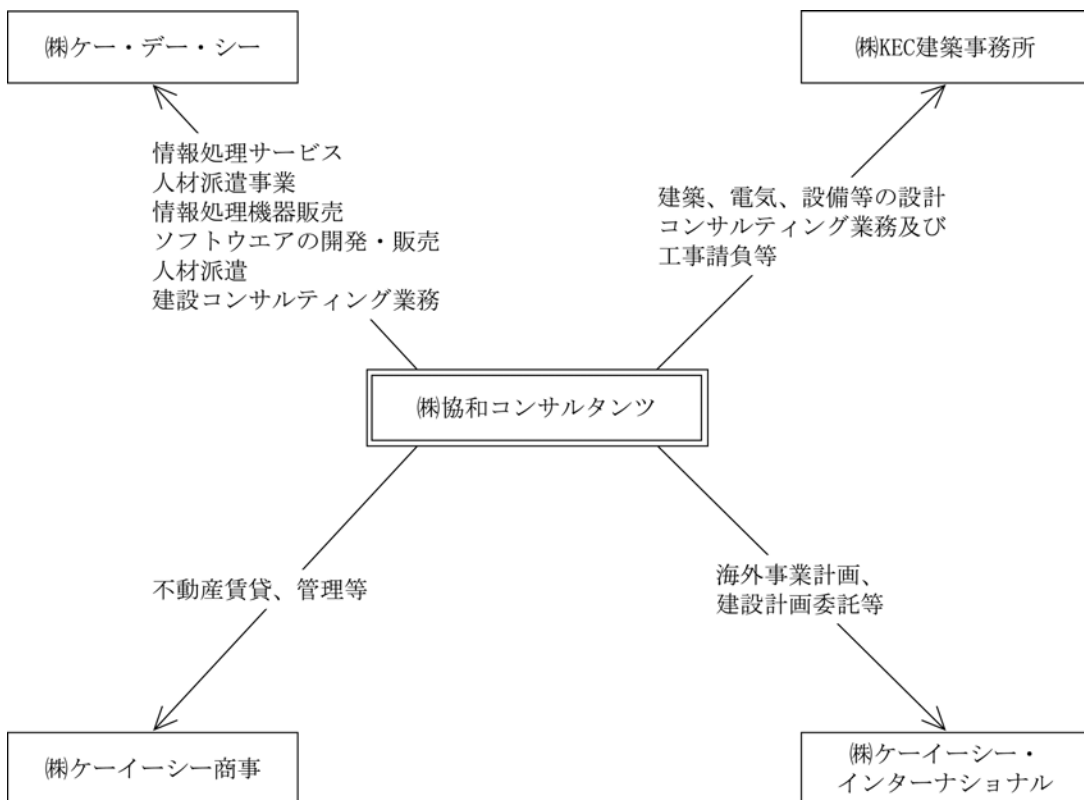 ㈱ケー・デー・シー
㈱KEC建築事務所
情報処理サービス
人材派遣事業
情報処理機器販売
ソフトウエアの開発・販売
人材派遣
建設コンサルティング業務
建築、電気、設備等の設計
コンサルティング業務及び
工事請負等
㈱協和コンサルタンツ
不動産賃貸、管理等
海外事業計画、
建設計画委託等
㈱ケーイーシー商事
㈱ケーイーシー・
インターナショナル